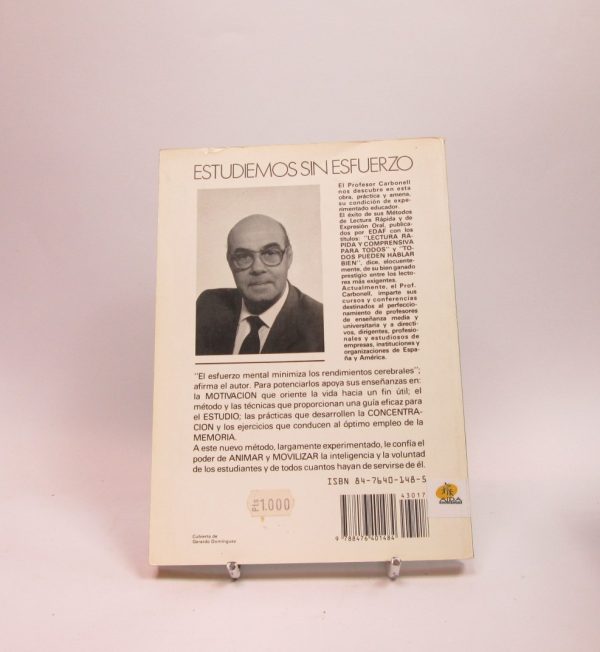 ESTUDIEMOS SIN ESFUERZO
El Profesor Carbonell
nos descubre en esta
obra, práctica y amena,
su condición de expe-
rimentado educador.
El éxito de sus Métodos
de Lectura Rápida y de
Expresión Oral, publica-
dos por EDAF con los
títulos: "LECTURA RA-
PIDA Y COMPRENSIVA
PARA TODOS" y "TO-
DOS PUEDEN HABLAR
BIEN", dice, elocuente-
mente, de su bien ganado
prestigio entre los lecto-
res más exigentes.
Actualmente, el Prof.
Carbonell, imparte sus
cursos y conferencias
destinados al perfeccio-
namiento de profesores
de enseñanza media y
universitaria y a directi-
vos, dirigentes, profesio-
nales y estudiosos de
empresas, instituciones y
organizaciones de Espa-
ña y América.
"El esfuerzo mental minimiza los rendimientos cerebrales";
afirma el autor. Para potenciarlos apoya sus enseñanzas en:
la MOTIVACION que oriente la vida hacia un fin útil; el
método y las técnicas que proporcionan una guía eficaz para
el ESTUDIO; las prácticas que desarrollen la CONCENTRA-
CION y los ejercicios que conducen al óptimo empleo de la
MEMORIA.
A este nuevo método, largamente experimentado, le confía el
poder de ANIMAR y MOVILIZAR la inteligencia y la voluntad
de los estudiantes y de todos cuantos hayan de servirse de él.
ISBN 84-7640-148-5
43017
AIDA
Pts 1.000
9 788476 401484
Cubierta de
Gerardo Domínguez